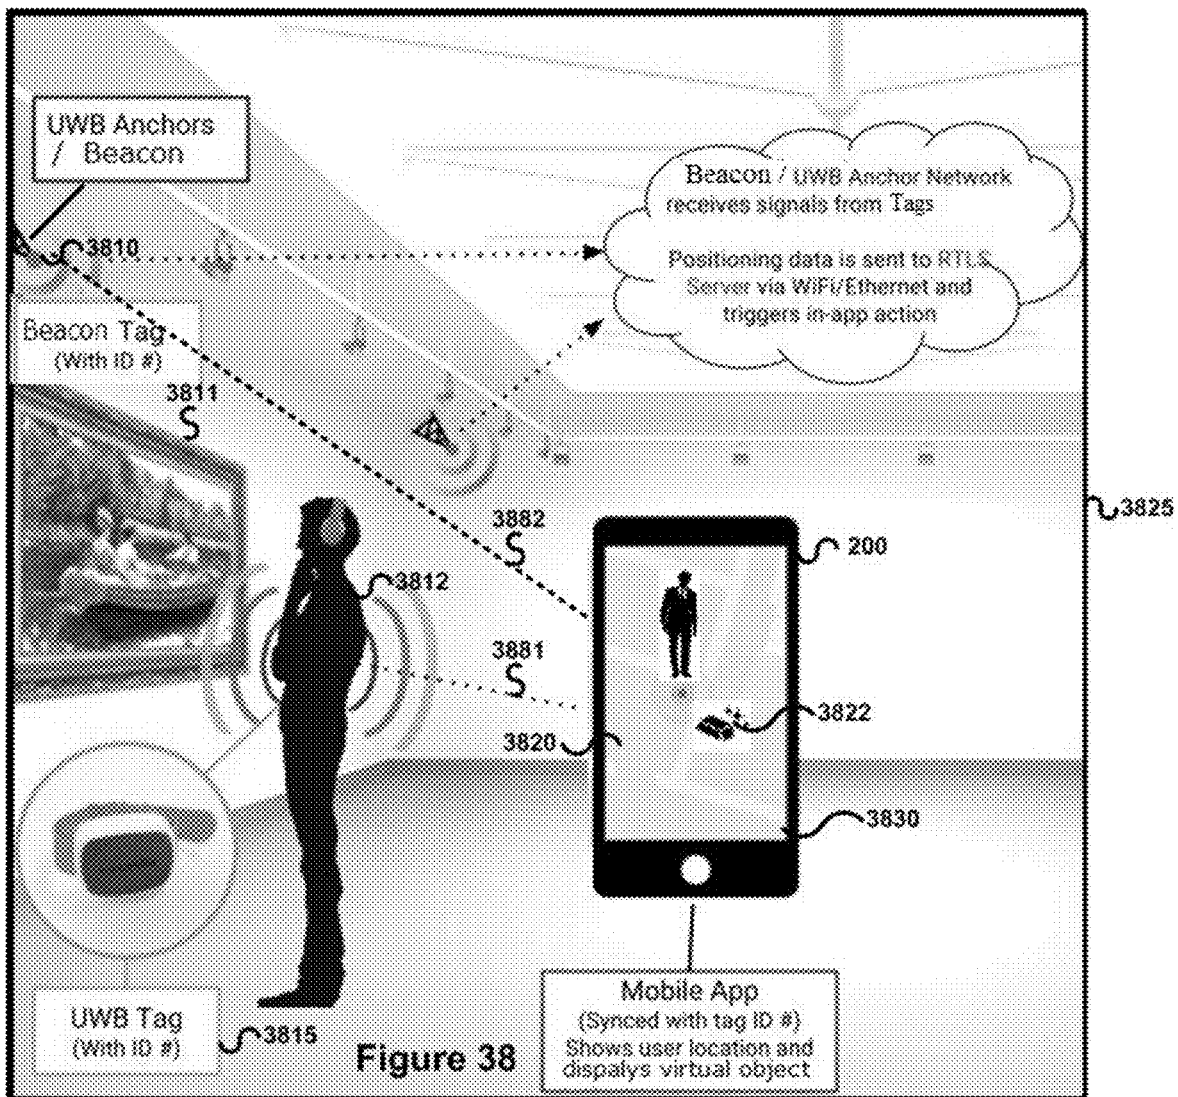 UWB Anchors
/ Beacon
Beacon / UWB Anchor Network
receives signals from Tags
3810
Positioning data is sent to RTLS
Server via WiFi/Ethernet and
triggers in-app action
Beacon Tag
(With ID #)
3811
3882
3825
200
3812
3881
3822
3820
3830
UWB Tag
(With ID #)
3815
Figure 38
Mobile App
(Synced with tag ID #)
Shows user location and
dispalys virtual object